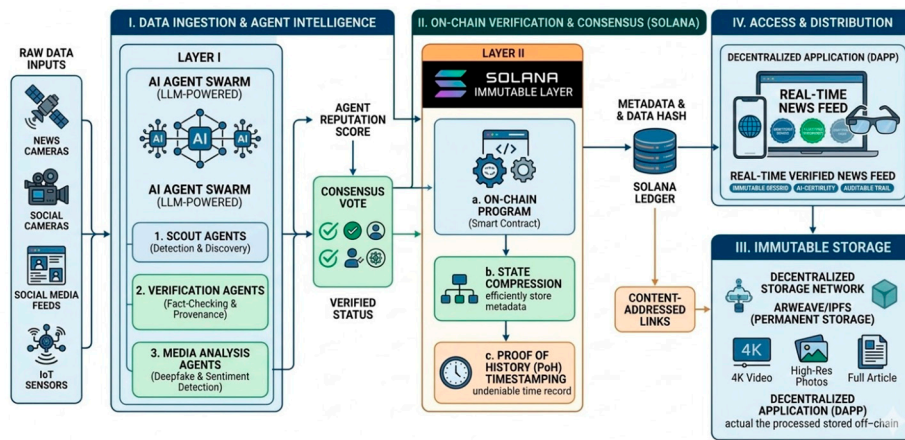 I. DATA INGESTION & AGENT INTELLIGENCE
II. ON-CHAIN VERIFICATION & CONSENSUS (SOLANA)
IV. ACCESS & DISTRIBUTION
RAW DATA
INPUTS
NEWS
CAMERAS
SOCIAL
CAMERAS
SOCIAL MEDIA
FEEDS
IoT
SENSORS
LAYER I
AI AGENT SWARM
(LLM-POWERED)
AI
AI
AI
AI AGENT SWARM
(LLM-POWERED)
1. SCOUT AGENTS
(Detection & Discovery)
2. VERIFICATION AGENTS
(Fact-Checking &
Provenance)
3. MEDIA ANALYSIS
AGENTS
(Deepfake & Sentiment
Detection)
AGENT
REPUTATION
SCORE
CONSENSUS
VOTE
VERIFIED
STATUS
LAYER II
SOLANA
IMMUTABLE LAYER
</>
a. ON-CHAIN
PROGRAM
(Smart Contract)
b. STATE
COMPRESSION
efficiently store
metadata
c. PROOF OF
HISTORY (PoH)
TIMESTAMPING
undeniable time record
METADATA &
& DATA HASH
SOLANA
LEDGER
CONTENT-
ADDRESSED
LINKS
DECENTRALIZED APPLICATION (DAPP)
REAL-TIME
NEWS FEED
REAL-TIME VERIFIED NEWS FEED
AUDITABLE TRAIL
III. IMMUTABLE STORAGE
DECENTRALIZED
STORAGE NETWORK
ARWEAVE/IPFS
(PERMANENT STORAGE)
4K
4K Video
High-Res
Photos
Full Article
DECENTRALIZED
APPLICATION (DAPP)
actual the processed stored off-chain